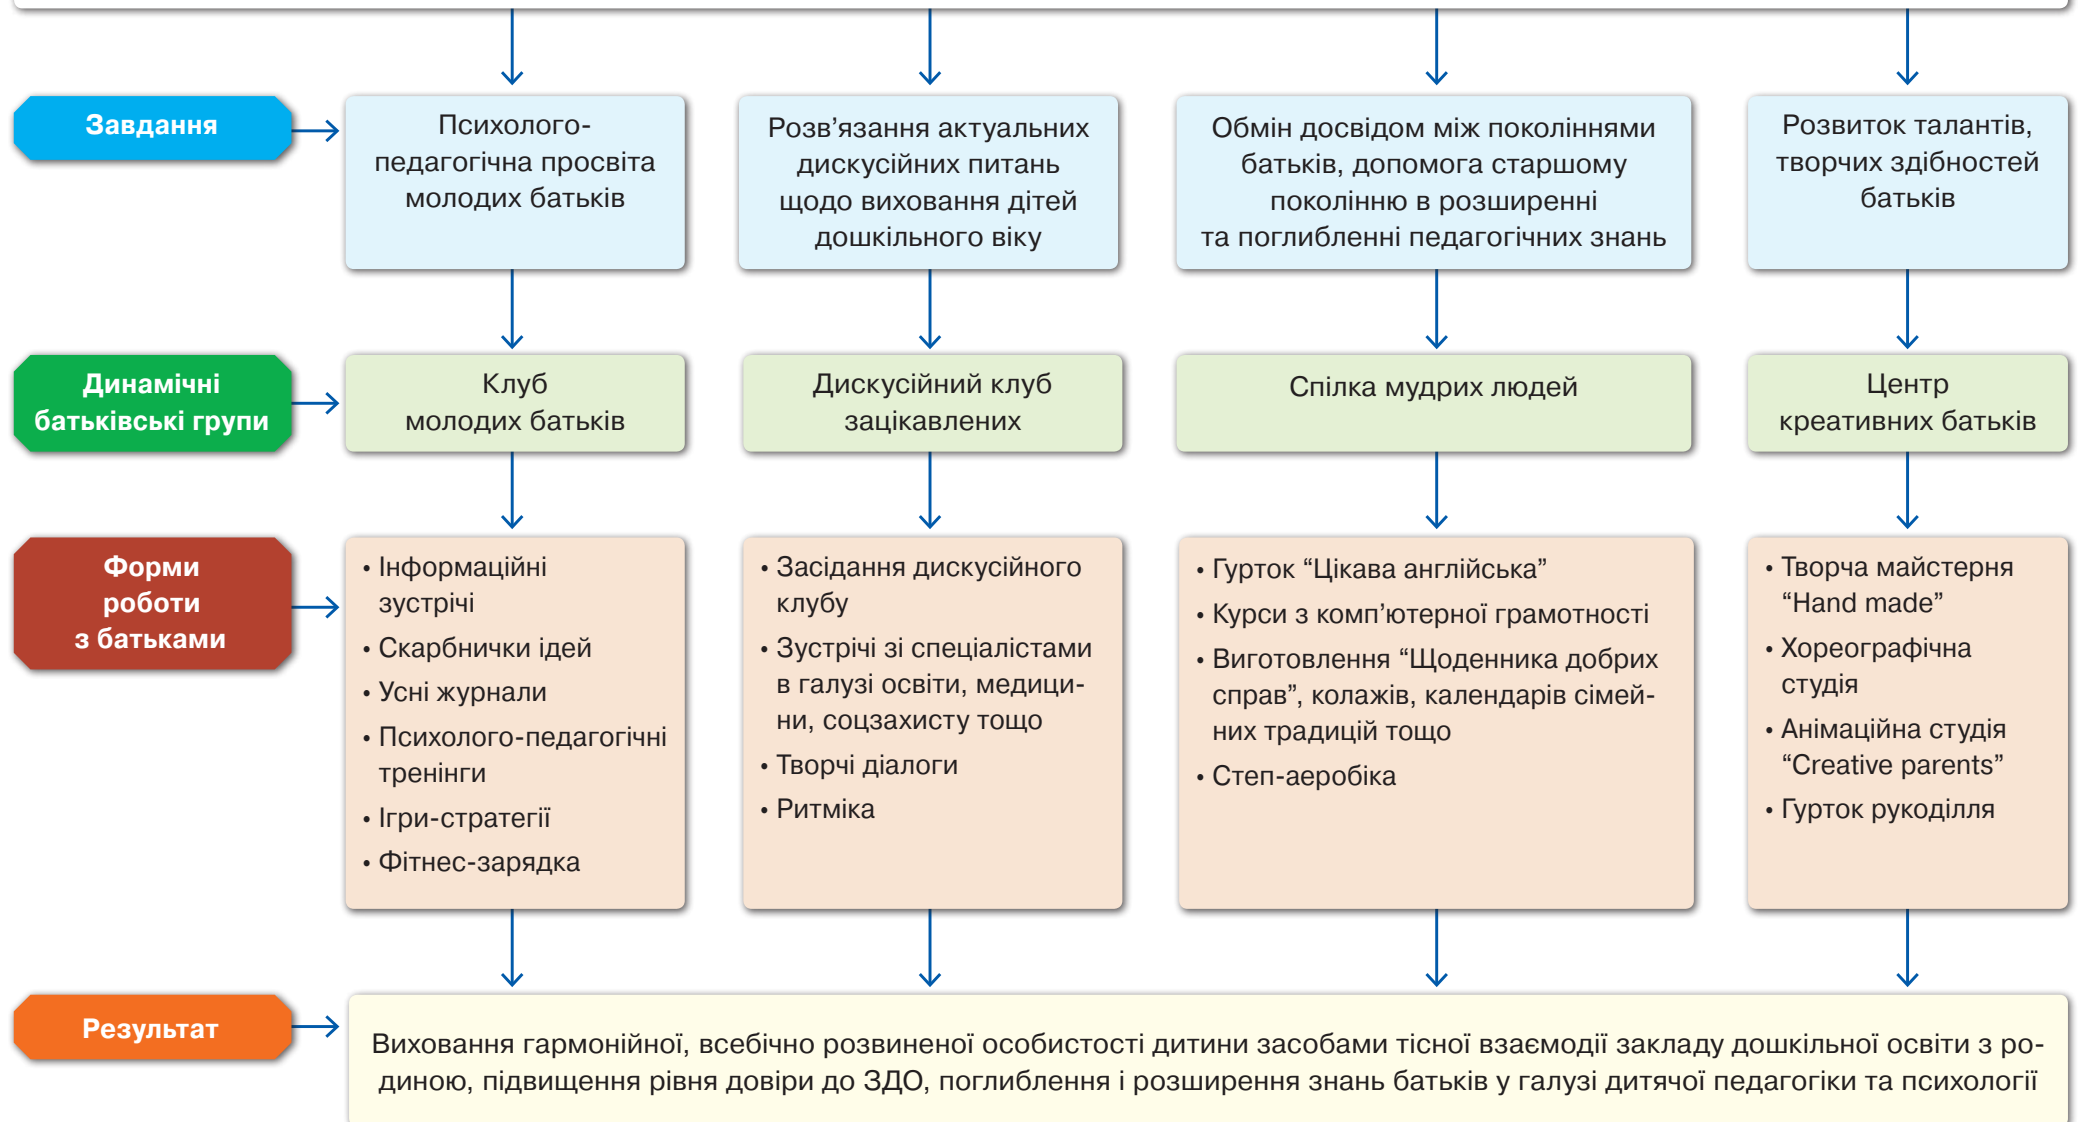 Завдання
Психолого-
педагогічна просвіта
молодих батьків
Розв’язання актуальних
дискусійних питань
щодо виховання дітей
дошкільного віку
Обмін досвідом між поколіннями
батьків, допомога старшому
поколінню в розширенні
та поглибленні педагогічних знань
Розвиток талантів,
творчих здібностей
батьків
Динамічні
батьківські групи
Клуб
молодих батьків
Дискусійний клуб
зацікавлених
Спілка мудрих людей
Центр
креативних батьків
Форми
роботи
з батьками
• Інформаційні
зустрічі
• Скарбнички ідей
• Усні журнали
• Психолого-педагогічні
тренінги
• Ігри-стратегії
• Фітнес-зарядка
• Засідання дискусійного
клубу
• Зустрічі зі спеціалістами
в галузі освіти, медици-
ни, соцзахисту тощо
• Творчі діалоги
• Ритміка
• Гурток “Цікава англійська”
• Курси з комп’ютерної грамотності
• Виготовлення “Щоденника добрих
справ”, колажів, календарів сімей-
них традицій тощо
• Степ-аеробіка
• Творча майстерня
“Hand made”
• Хореографічна
студія
• Анімаційна студія
“Creative parents”
• Гурток рукоділля
Результат
Виховання гармонійної, всебічно розвиненої особистості дитини засобами тісної взаємодії закладу дошкільної освіти з ро-
диною, підвищення рівня довіри до ЗДО, поглиблення і розширення знань батьків у галузі дитячої педагогіки та психології